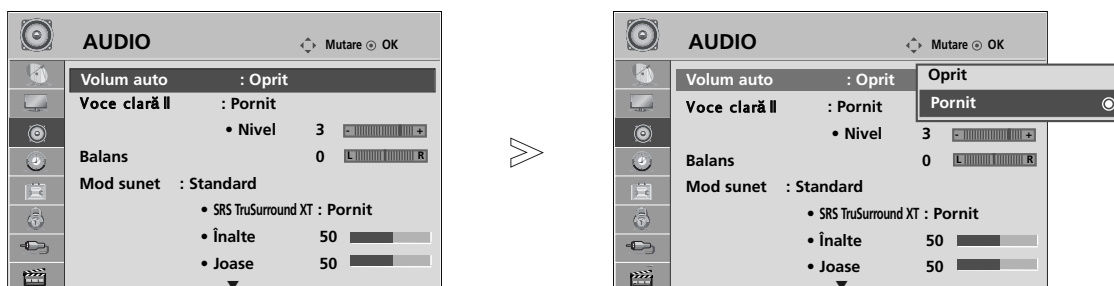 AUDIO Mutare OK
Volum auto : Oprit
Voce clară II : Pornit
• Nivel 3 - +
Balans 0 L R
Mod sunet : Standard
• SRS TruSurround XT : Pornit
• Înalte 50
• Joase 50
AUDIO Mutare OK
Volum auto : Oprit
Oprit
Pornit
Voce clară II : Pornit
• Nivel 3 - +
Balans 0 L R
Mod sunet : Standard
• SRS TruSurround XT : Pornit
• Înalte 50
• Joase 50